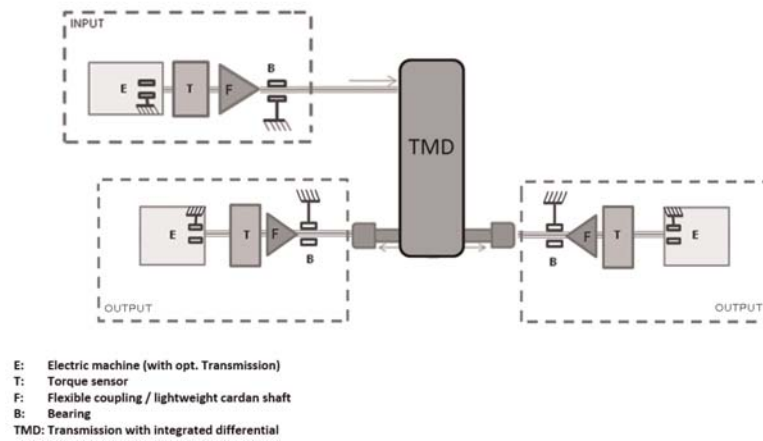 INPUT
B
E T F
TMD
E T F B
B F T E
OUTPUT
OUTPUT
E: Electric machine (with opt. Transmission)
T: Torque sensor
F: Flexible coupling / lightweight cardan shaft
B: Bearing
TMD: Transmission with integrated differential